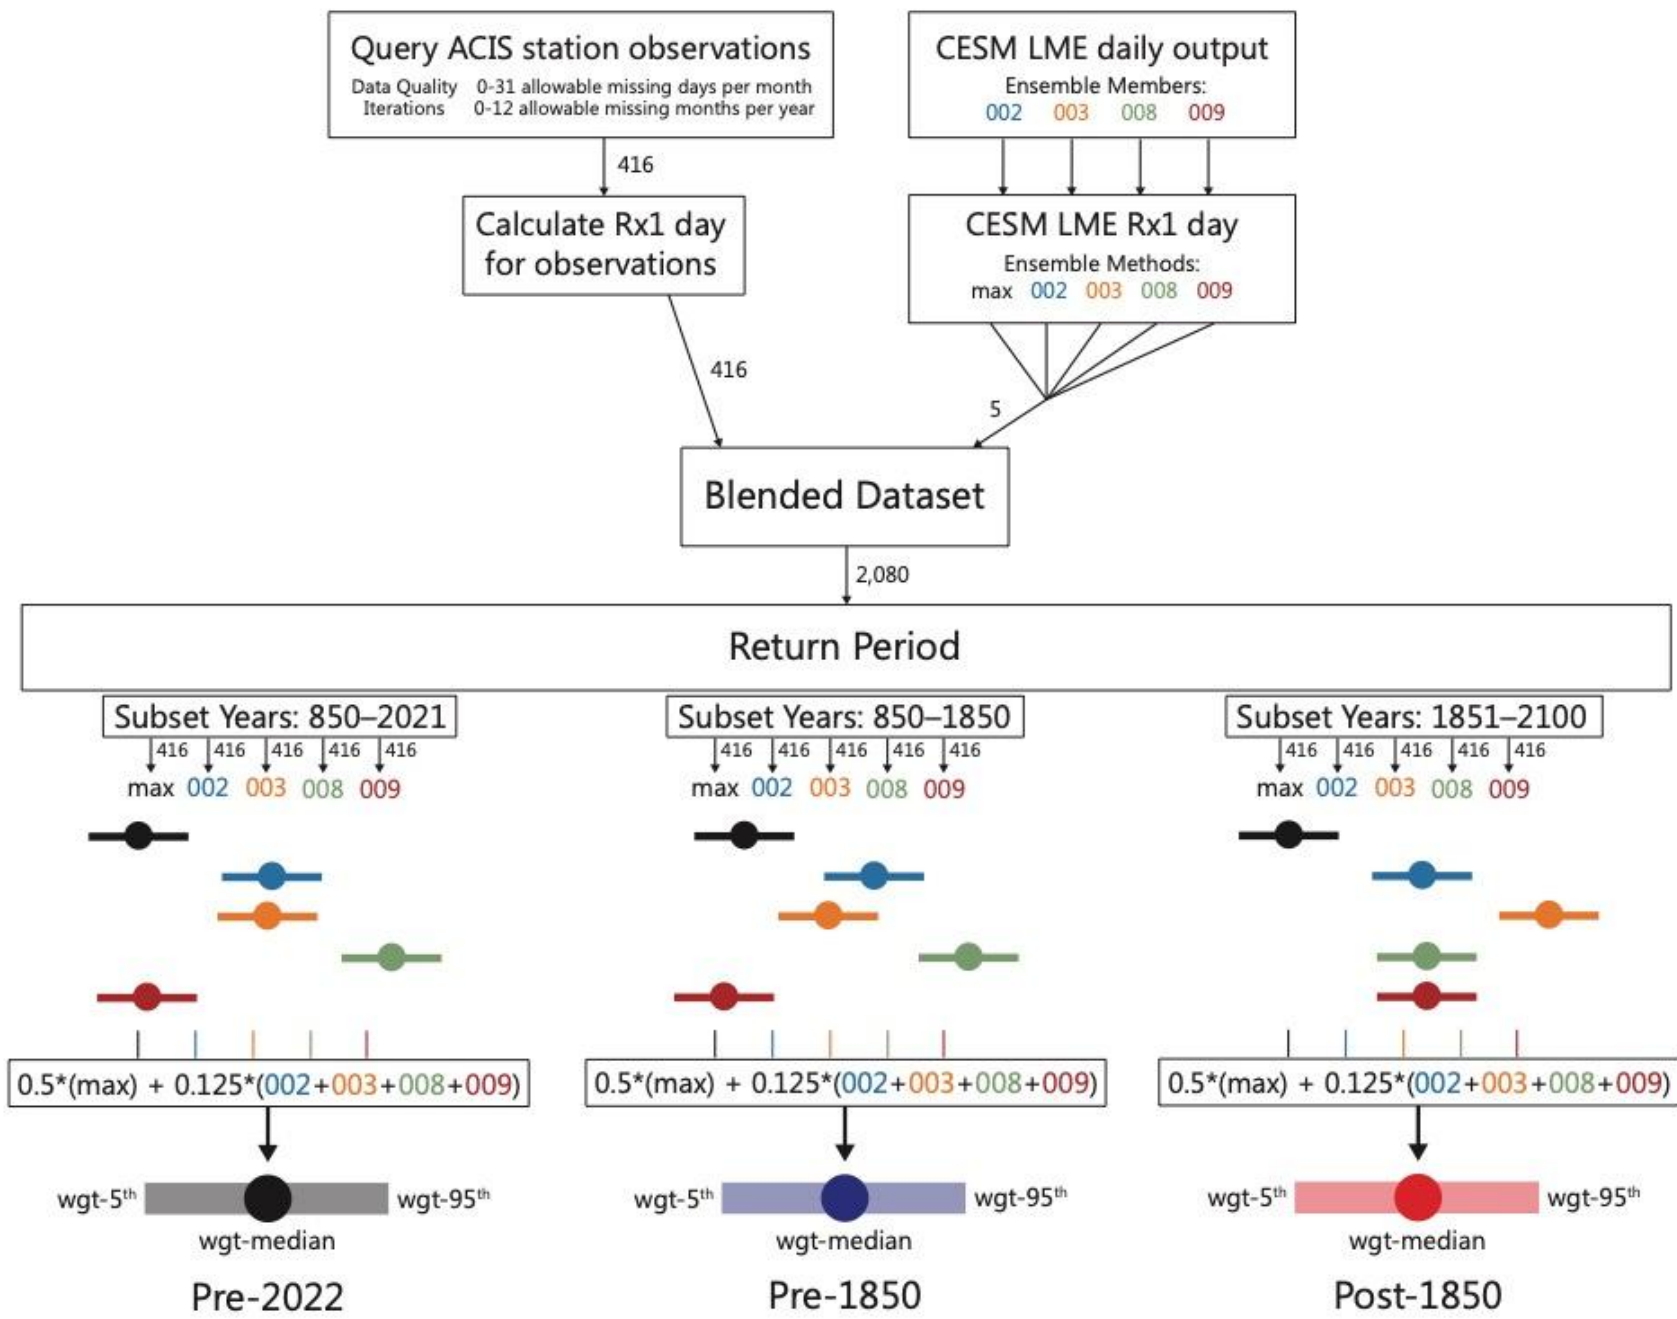 Query ACIS station observations
Data Quality 0-31 allowable missing days per month
Iterations 0-12 allowable missing months per year
CESM LME daily output
Ensemble Members:
002 003 008 009
416
Calculate Rx1 day
for observations
CESM LME Rx1 day
Ensemble Methods:
max 002 003 008 009
416
5
Blended Dataset
2,080
Return Period
Subset Years: 850–2021
416 416 416 416 416
max 002 003 008 009
0.5*(max) + 0.125*(002+003+008+009)
wgt-5th
wgt-95th
wgt-median
Pre-2022
Subset Years: 850–1850
416 416 416 416 416
max 002 003 008 009
0.5*(max) + 0.125*(002+003+008+009)
wgt-5th
wgt-95th
wgt-median
Pre-1850
Subset Years: 1851–2100
416 416 416 416 416
max 002 003 008 009
0.5*(max) + 0.125*(002+003+008+009)
wgt-5th
wgt-95th
wgt-median
Post-1850